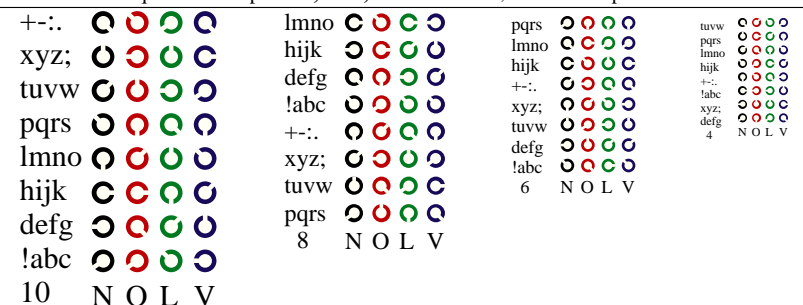 +-:.
xyz;
tuvw
pqrs
lmno
hijk
defg
!abc
10 N O L V
lmno
hijk
defg
!abc
+-:.
xyz;
tuvw
pqrs
8 N O L V
pqrs
lmno
hijk
+-:.
xyz;
tuvw
defg
!abc
6 N O L V
tuvw
pqrs
lmno
hijk
+-:.
!abc
xyz;
defg
4 N O L V